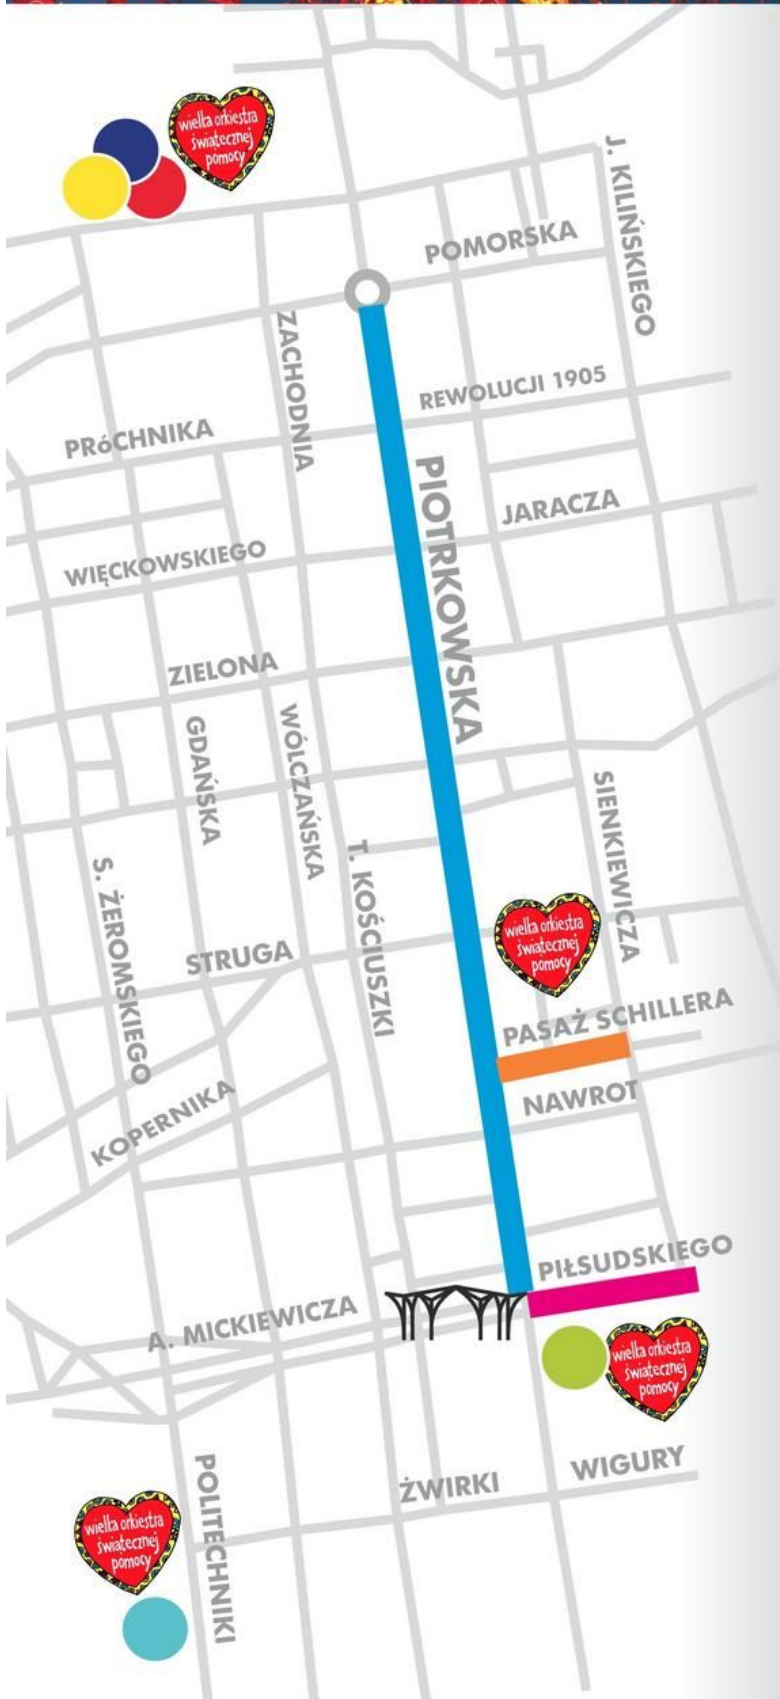 wielka orkiestra
świątecznej
pomocy
J. KILIŃSKIEGO
POMORSKA
ZACHODNIA
REWOLUCJI 1905
PRóCHNIKA
PIOTRKOWSKA
JARACZA
WIĘCKOWSKIEGO
ZIELONA
GDAŃSKA
WÓLCZAŃSKA
SIENKIEWICZA
T. KOŚCIUSZKI
S. ŻEROMSKIEGO
wielka orkiestra
świątecznej
pomocy
STRUGA
PASAŻ SCHILLERA
KOPERNIKA
NAWROT
PIŁSUDSKIEGO
A. MICKIEWICZA
wielka orkiestra
świątecznej
pomocy
POLITECHNIKI
ŻWIRKI
WIGURY
wielka orkiestra
świątecznej
pomocy